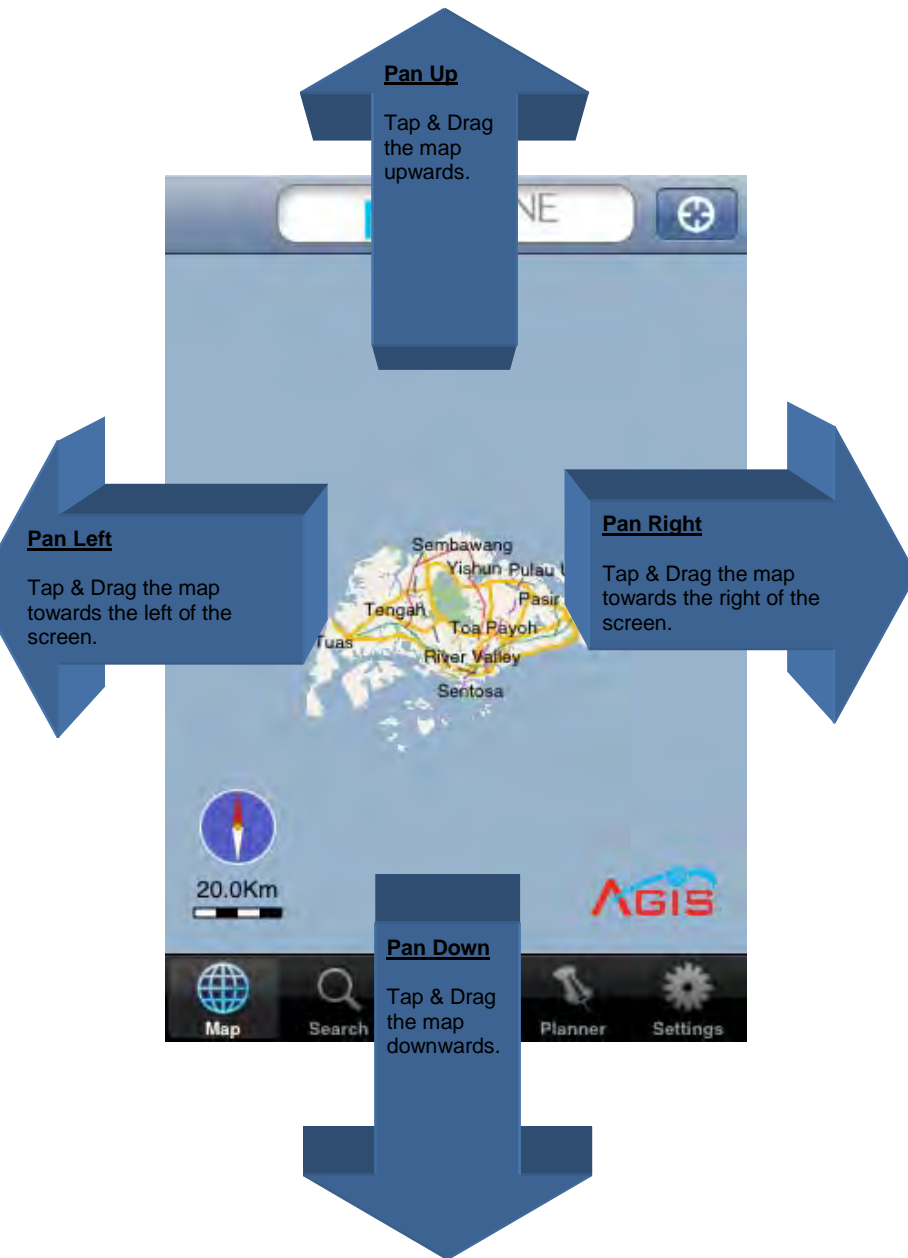 Pan Up
Tap & Drag
the map
upwards.
NE
Pan Left
Tap & Drag the map
towards the left of the
screen.
Sembawang
Yishun Pulau
Pasir
Tengah
Toa Payoh
Tuas
River Valley
Sentosa
Pan Right
Tap & Drag the map
towards the right of the
screen.
20.0Km
AGIS
Pan Down
Tap & Drag
the map
downwards.
Map
Search
Planner
Settings